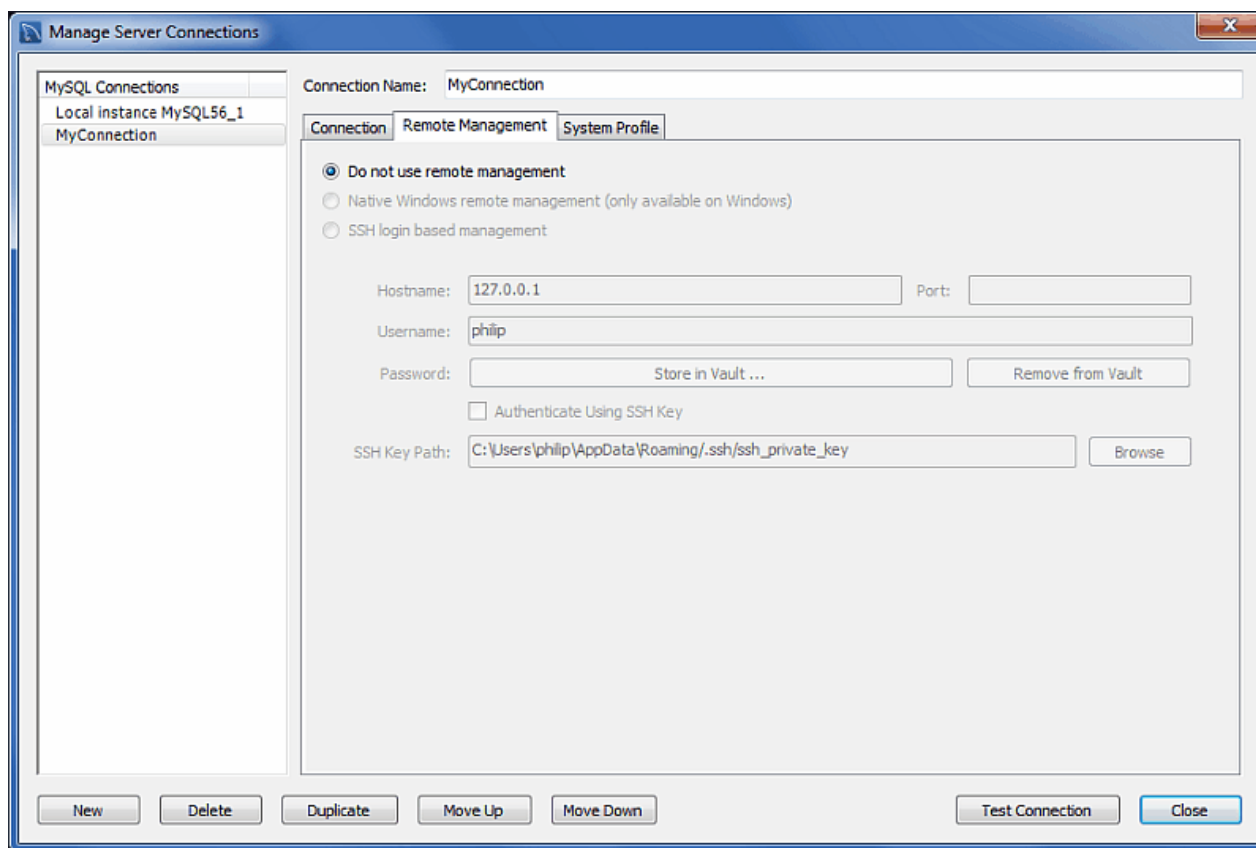 Manage Server Connections
MySQL Connections
Local instance MySQL56_1
MyConnection
Connection Name: MyConnection
Connection Remote Management System Profile
Do not use remote management
Native Windows remote management (only available on Windows)
SSH login based management
Hostname: 127.0.0.1 Port:
Username: philip
Password: Store in Vault ... Remove from Vault
Authenticate Using SSH Key
SSH Key Path: C:\Users\philip\AppData\Roaming/.ssh/ssh_private_key Browse
New Delete Duplicate Move Up Move Down Test Connection Close